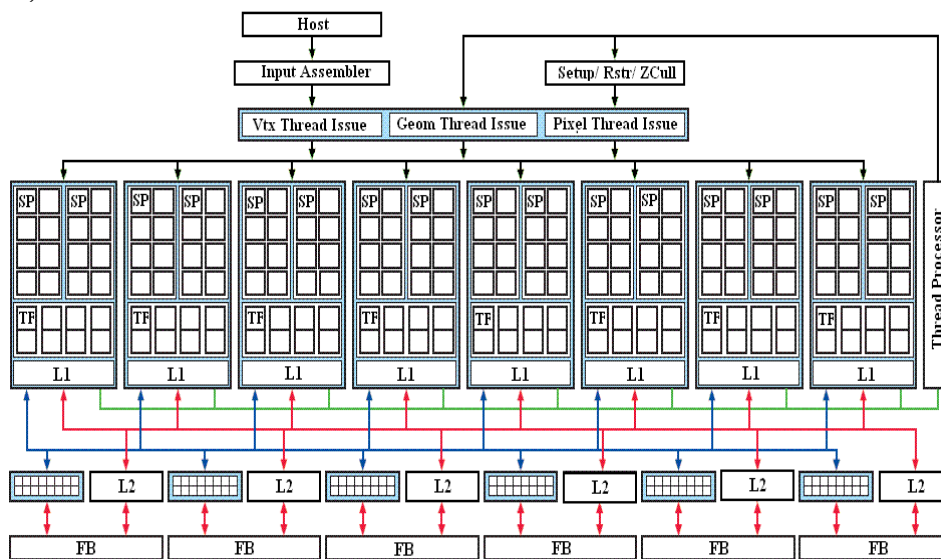 Host
Input Assembler
Setup/ Rstr/ ZCull
Vtx Thread Issue
Geom Thread Issue
Pixel Thread Issue
SP SP SP SP SP SP SP SP SP SP SP SP SP SP SP SP
TF TF TF TF TF TF TF TF
L1 L1 L1 L1 L1 L1 L1 L1
Thread Processor
L2 L2 L2 L2 L2 L2
FB FB FB FB FB FB